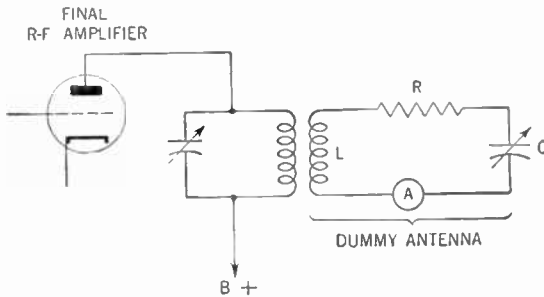 FINAL
R-F AMPLIFIER
R
L
C
A
DUMMY ANTENNA
B +